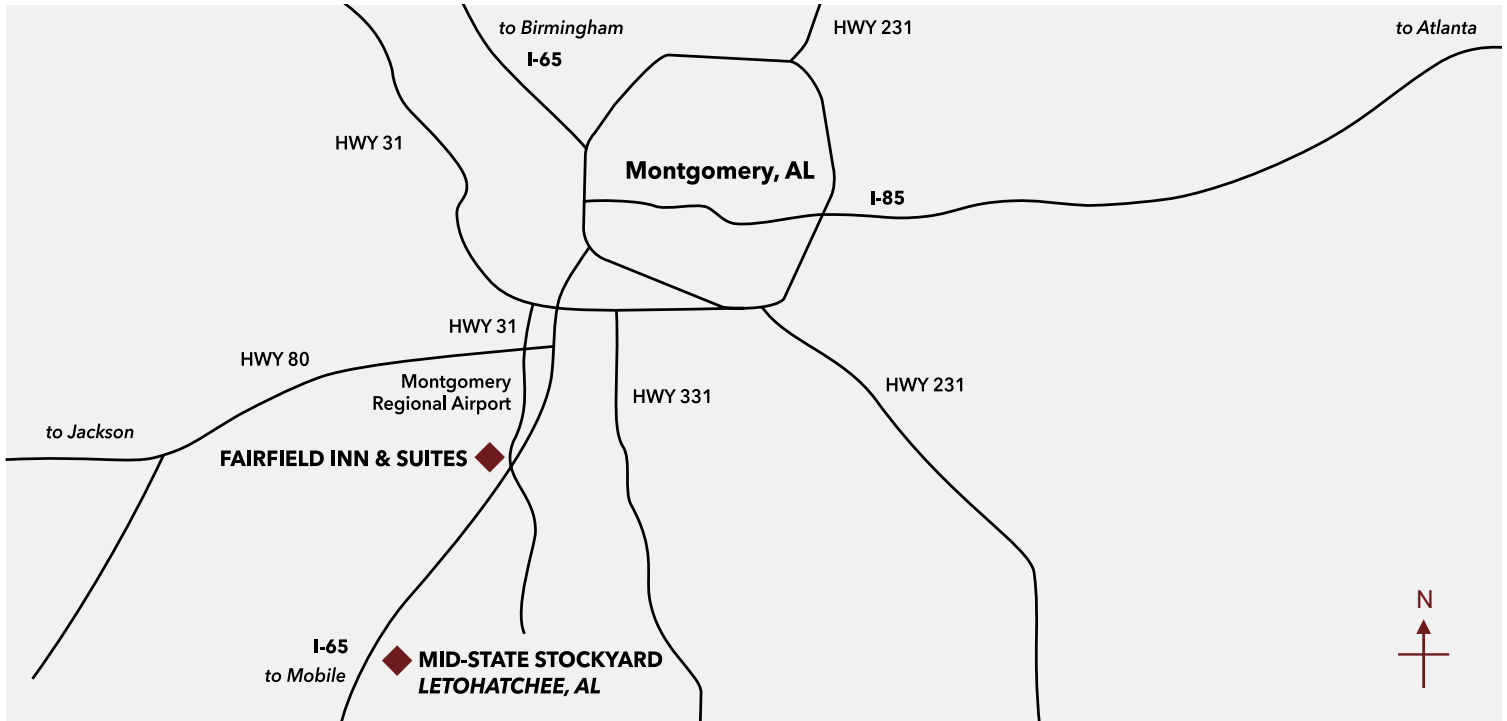 to Birmingham
HWY 231
to Atlanta
I-65
HWY 31
Montgomery, AL
I-85
HWY 31
HWY 80
Montgomery
Regional Airport
HWY 331
HWY 231
to Jackson
FAIRFIELD INN & SUITES
N
I-65
to Mobile
MID-STATE STOCKYARD
LETOHATCHEE, AL